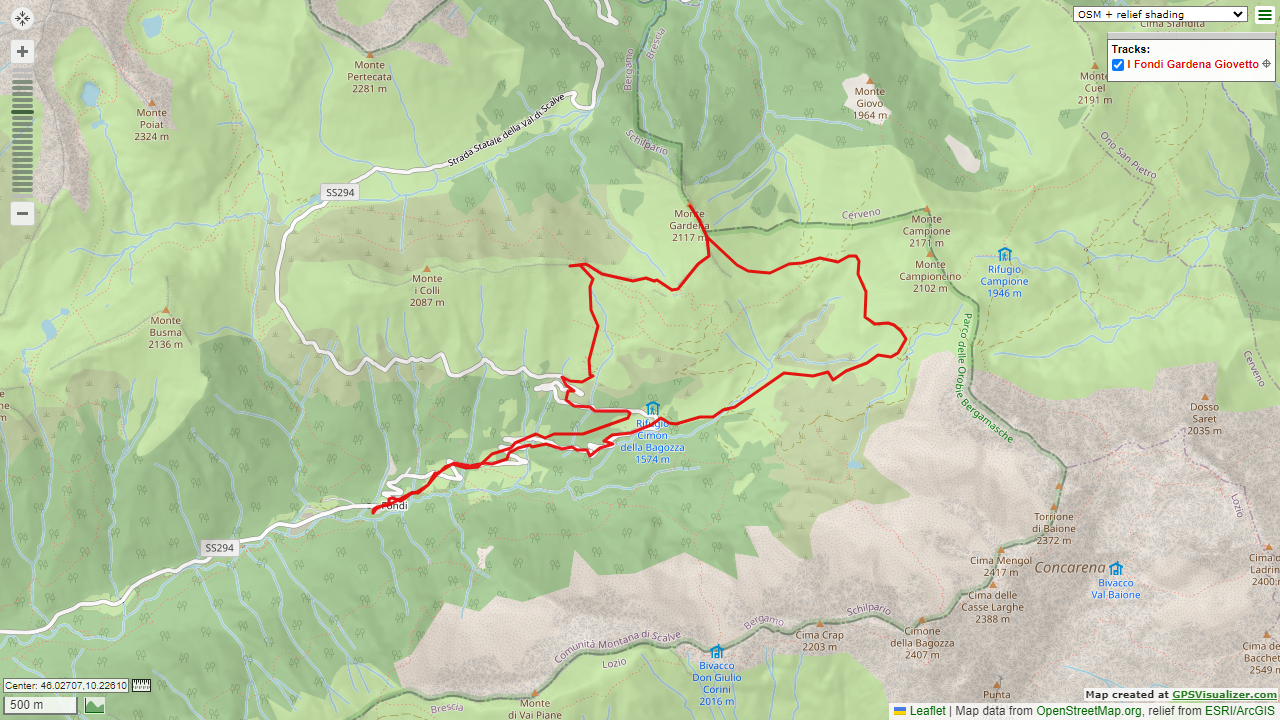 OSM + relief shading
Cima Sfandita
Tracks:
I Fondi Gardena Giovetto
Bergamo
Brescia
Monte
Pertecata
2281 m
Monte
Poiat
2324 m
Monte
Giovo
1964 m
Monte
Cuel
2191 m
Strada Statale della Val di Scalve
Schilpario
Ono San Pietro
SS294
Monte
Gardena
2117 m
Cerveno
Monte
Campione
2171 m
Monte
Campioncino
2102 m
Rifugio
Campione
1946 m
Monte
i Colli
2087 m
Monte
Busma
2136 m
Parco delle Orobie Bergamasche
Cerveno
Dosso
Saret
2035 m
Rifugio
Cimon
della Bagozza
1574 m
Fondi
SS294
Lozio
Torrione
di Baione
2372 m
Cima Mengol
2417 m
Concarena
Cima delle
Casse Larghe
2388 m
Bivacco
Val Baione
Cima d
Ladrin
2400
Schilpario
Bergamo
Comunità Montana di Scalve
Lozio
Cima Crap
2203 m
Cimone
della Bagozza
2407 m
Cima d
Bacchet
2549 m
Bivacco
Don Giulio
Corini
2016 m
Punta
Monte
di Vai Piane
Brescia
Center: 46.02707,10.22610
500 m
Map created at GPSVisualizer.com
Leaflet | Map data from OpenStreetMap.org, relief from ESRI/ArcGIS